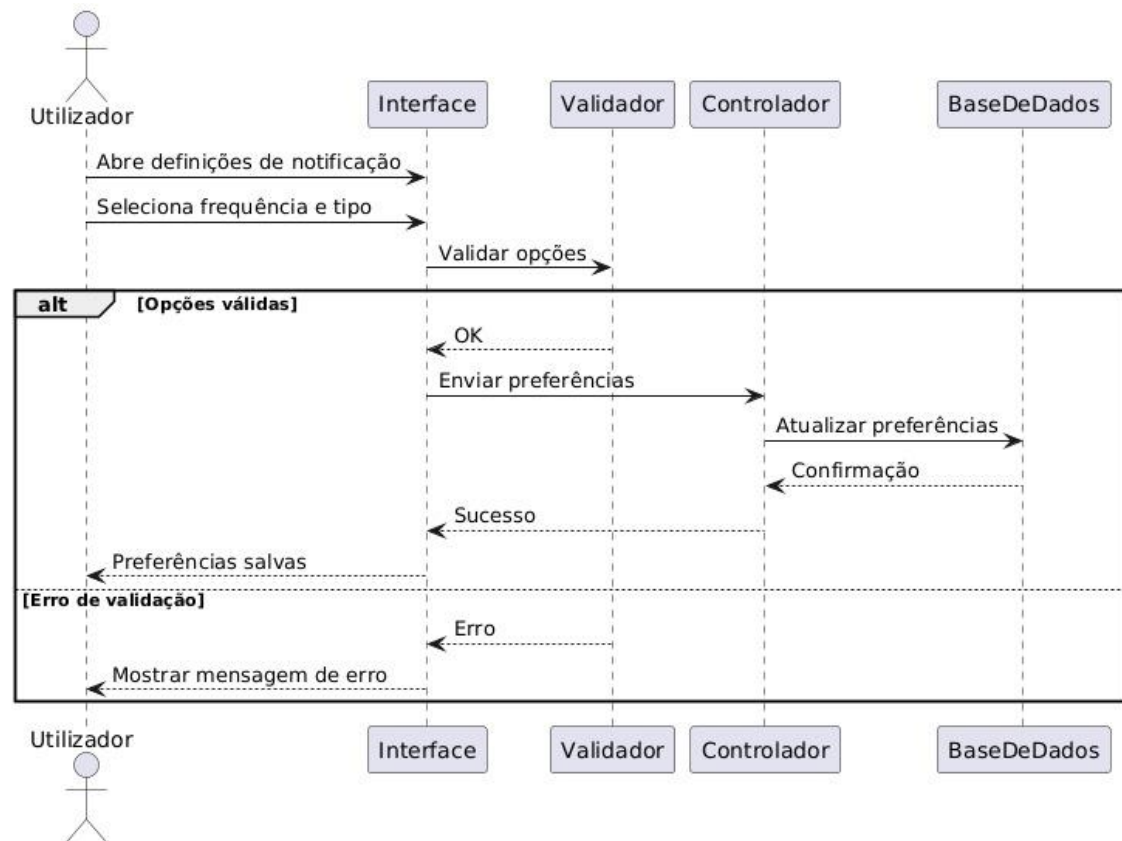 Utilizador
Interface
Validador
Controlador
BaseDeDados
Abre definições de notificação
Seleciona frequência e tipo
Validar opções
alt
[Opções válidas]
OK
Enviar preferências
Atualizar preferências
Confirmação
Sucesso
Preferências salvas
[Erro de validação]
Erro
Mostrar mensagem de erro
Utilizador
Interface
Validador
Controlador
BaseDeDados